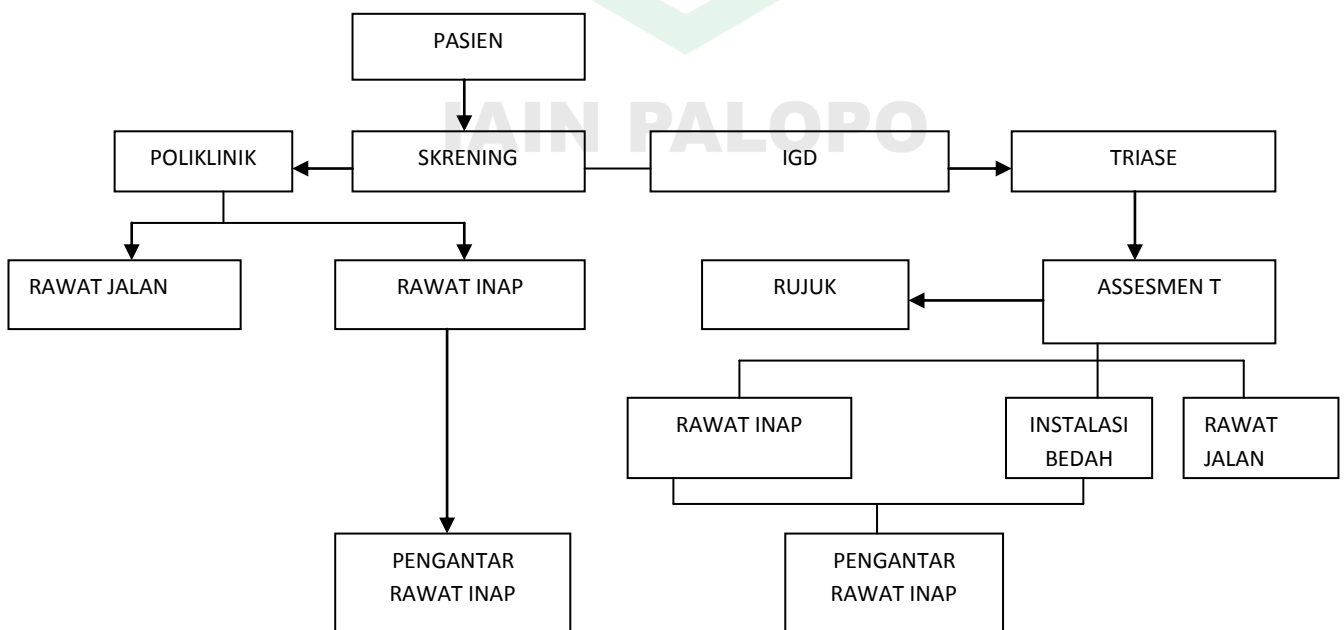 PASIEN
IAIN PALOPO
POLIKLINIK
SKRENING
IGD
TRIASE
RAWAT JALAN
RAWAT INAP
RUJUK
ASSESMEN T
RAWAT INAP
INSTALASI
BEDAH
RAWAT
JALAN
PENGANTAR
RAWAT INAP
PENGANTAR
RAWAT INAP